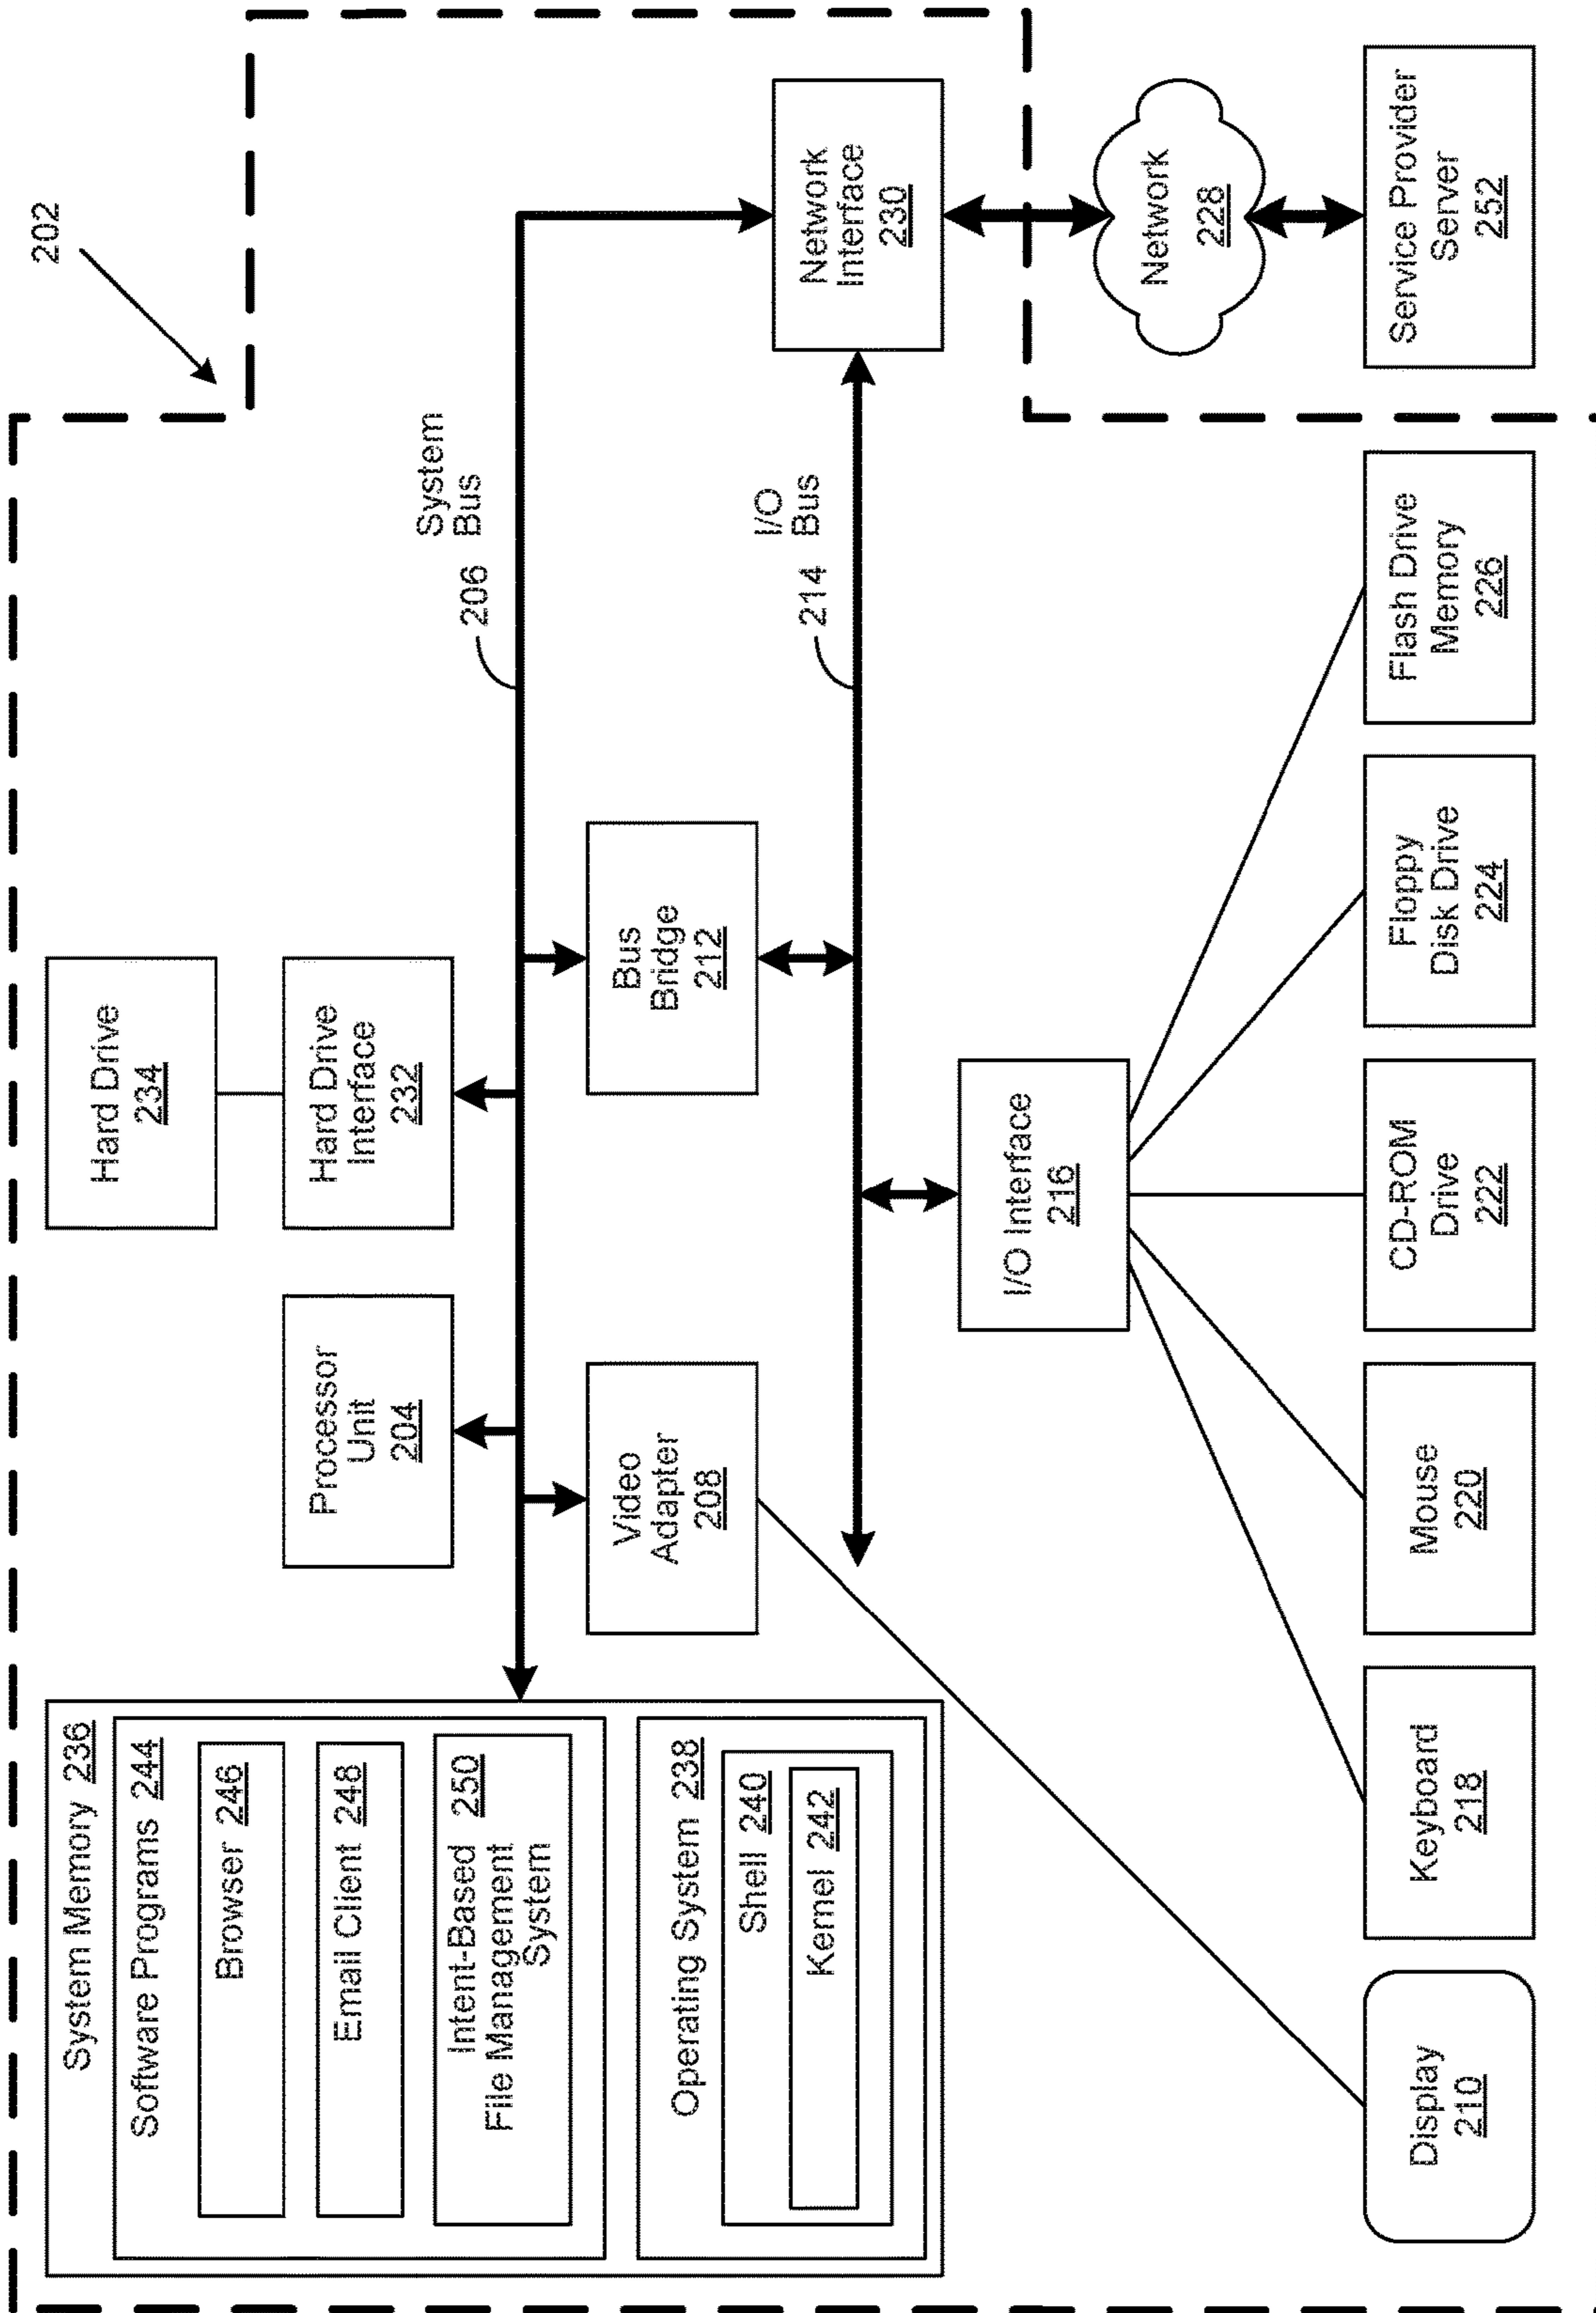 202
System Memory 236
Software Programs 244
Browser 246
Email Client 248
Intent-Based 250
File Management
System
Operating System 238
Shell 240
Kernel 242
Processor
Unit
204
Hard Drive
234
Hard Drive
Interface
232
System
Bus
206
Video
Adapter
208
Bus
Bridge
212
I/O
Bus
214
Network
Interface
230
I/O Interface
216
Network
228
Display
210
Keyboard
218
Mouse
220
CD-ROM
Drive
222
Floppy
Disk Drive
224
Flash Drive
Memory
226
Service Provider
Server
252